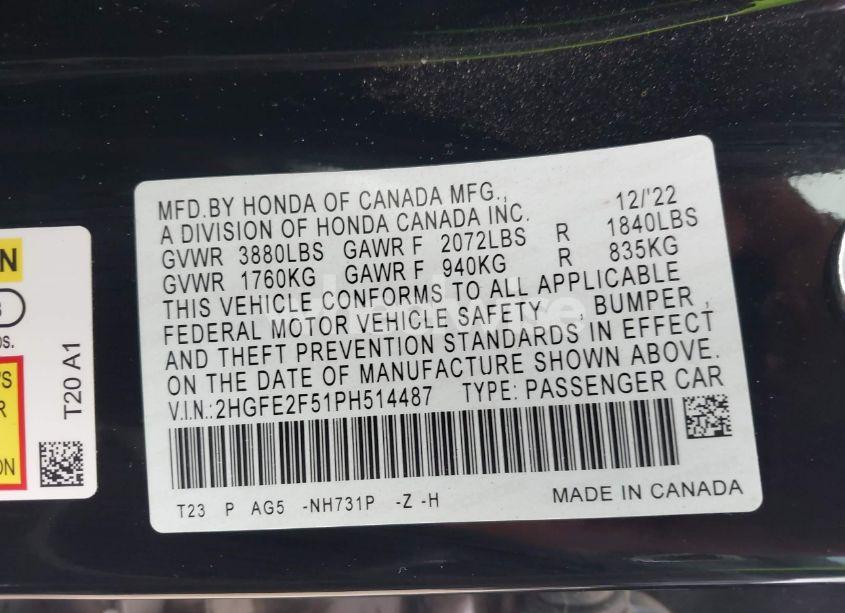 MFD.BY HONDA OF CANADA MFG., 12/'22
A DIVISION OF HONDA CANADA INC.
GVWR 3880LBS GAWR F 2072LBS R 1840LBS
GVWR 1760KG GAWR F 940KG R 835KG
THIS VEHICLE CONFORMS TO ALL APPLICABLE
FEDERAL MOTOR VEHICLE SAFETY , BUMPER ,
AND THEFT PREVENTION STANDARDS IN EFFECT
ON THE DATE OF MANUFACTURE SHOWN ABOVE.
V.I.N.:2HGFE2F51PH514487 TYPE: PASSENGER CAR
T23 P AG5 -NH731P -Z -H
MADE IN CANADA
T20 A1